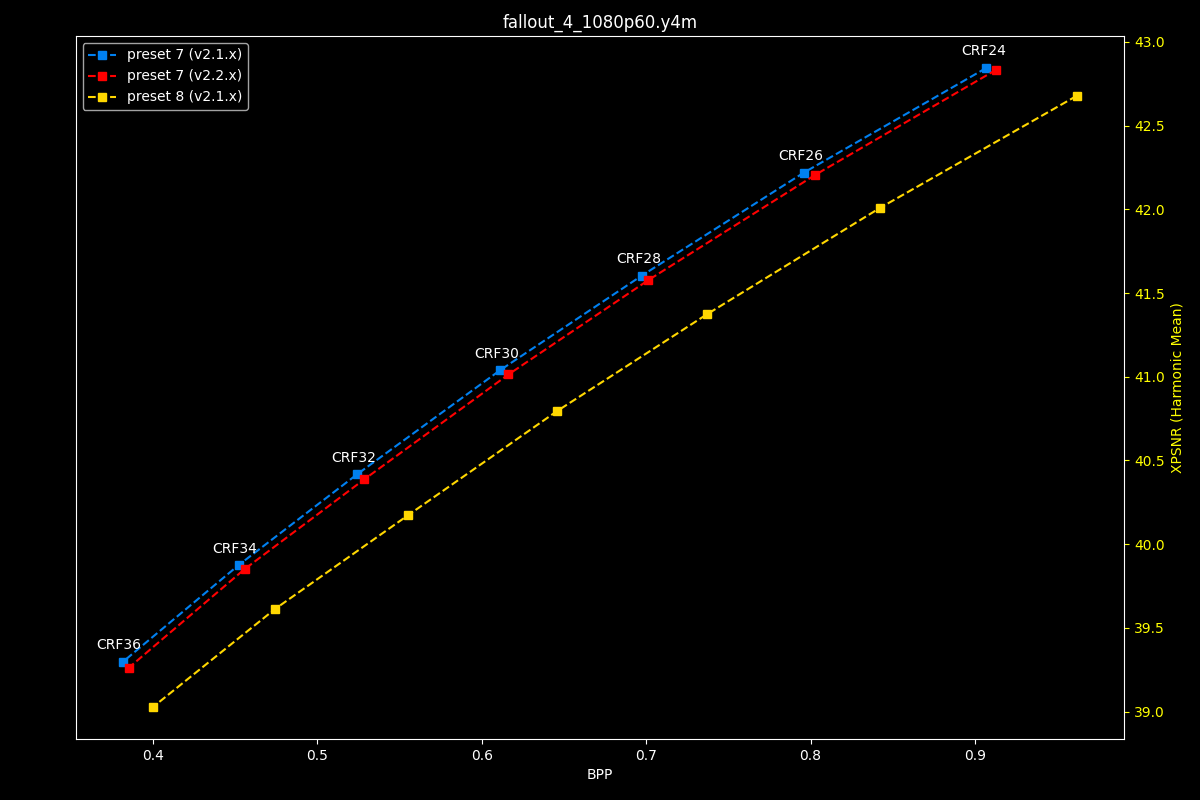 fallout_4_1080p60.y4m
preset 7 (v2.1.x)
preset 7 (v2.2.x)
preset 8 (v2.1.x)
CRF24
CRF26
CRF28
CRF30
CRF32
CRF34
CRF36
43.0
42.5
42.0
41.5
41.0
40.5
40.0
39.5
39.0
XPSNR (Harmonic Mean)
0.4 0.5 0.6 0.7 0.8 0.9
BPP